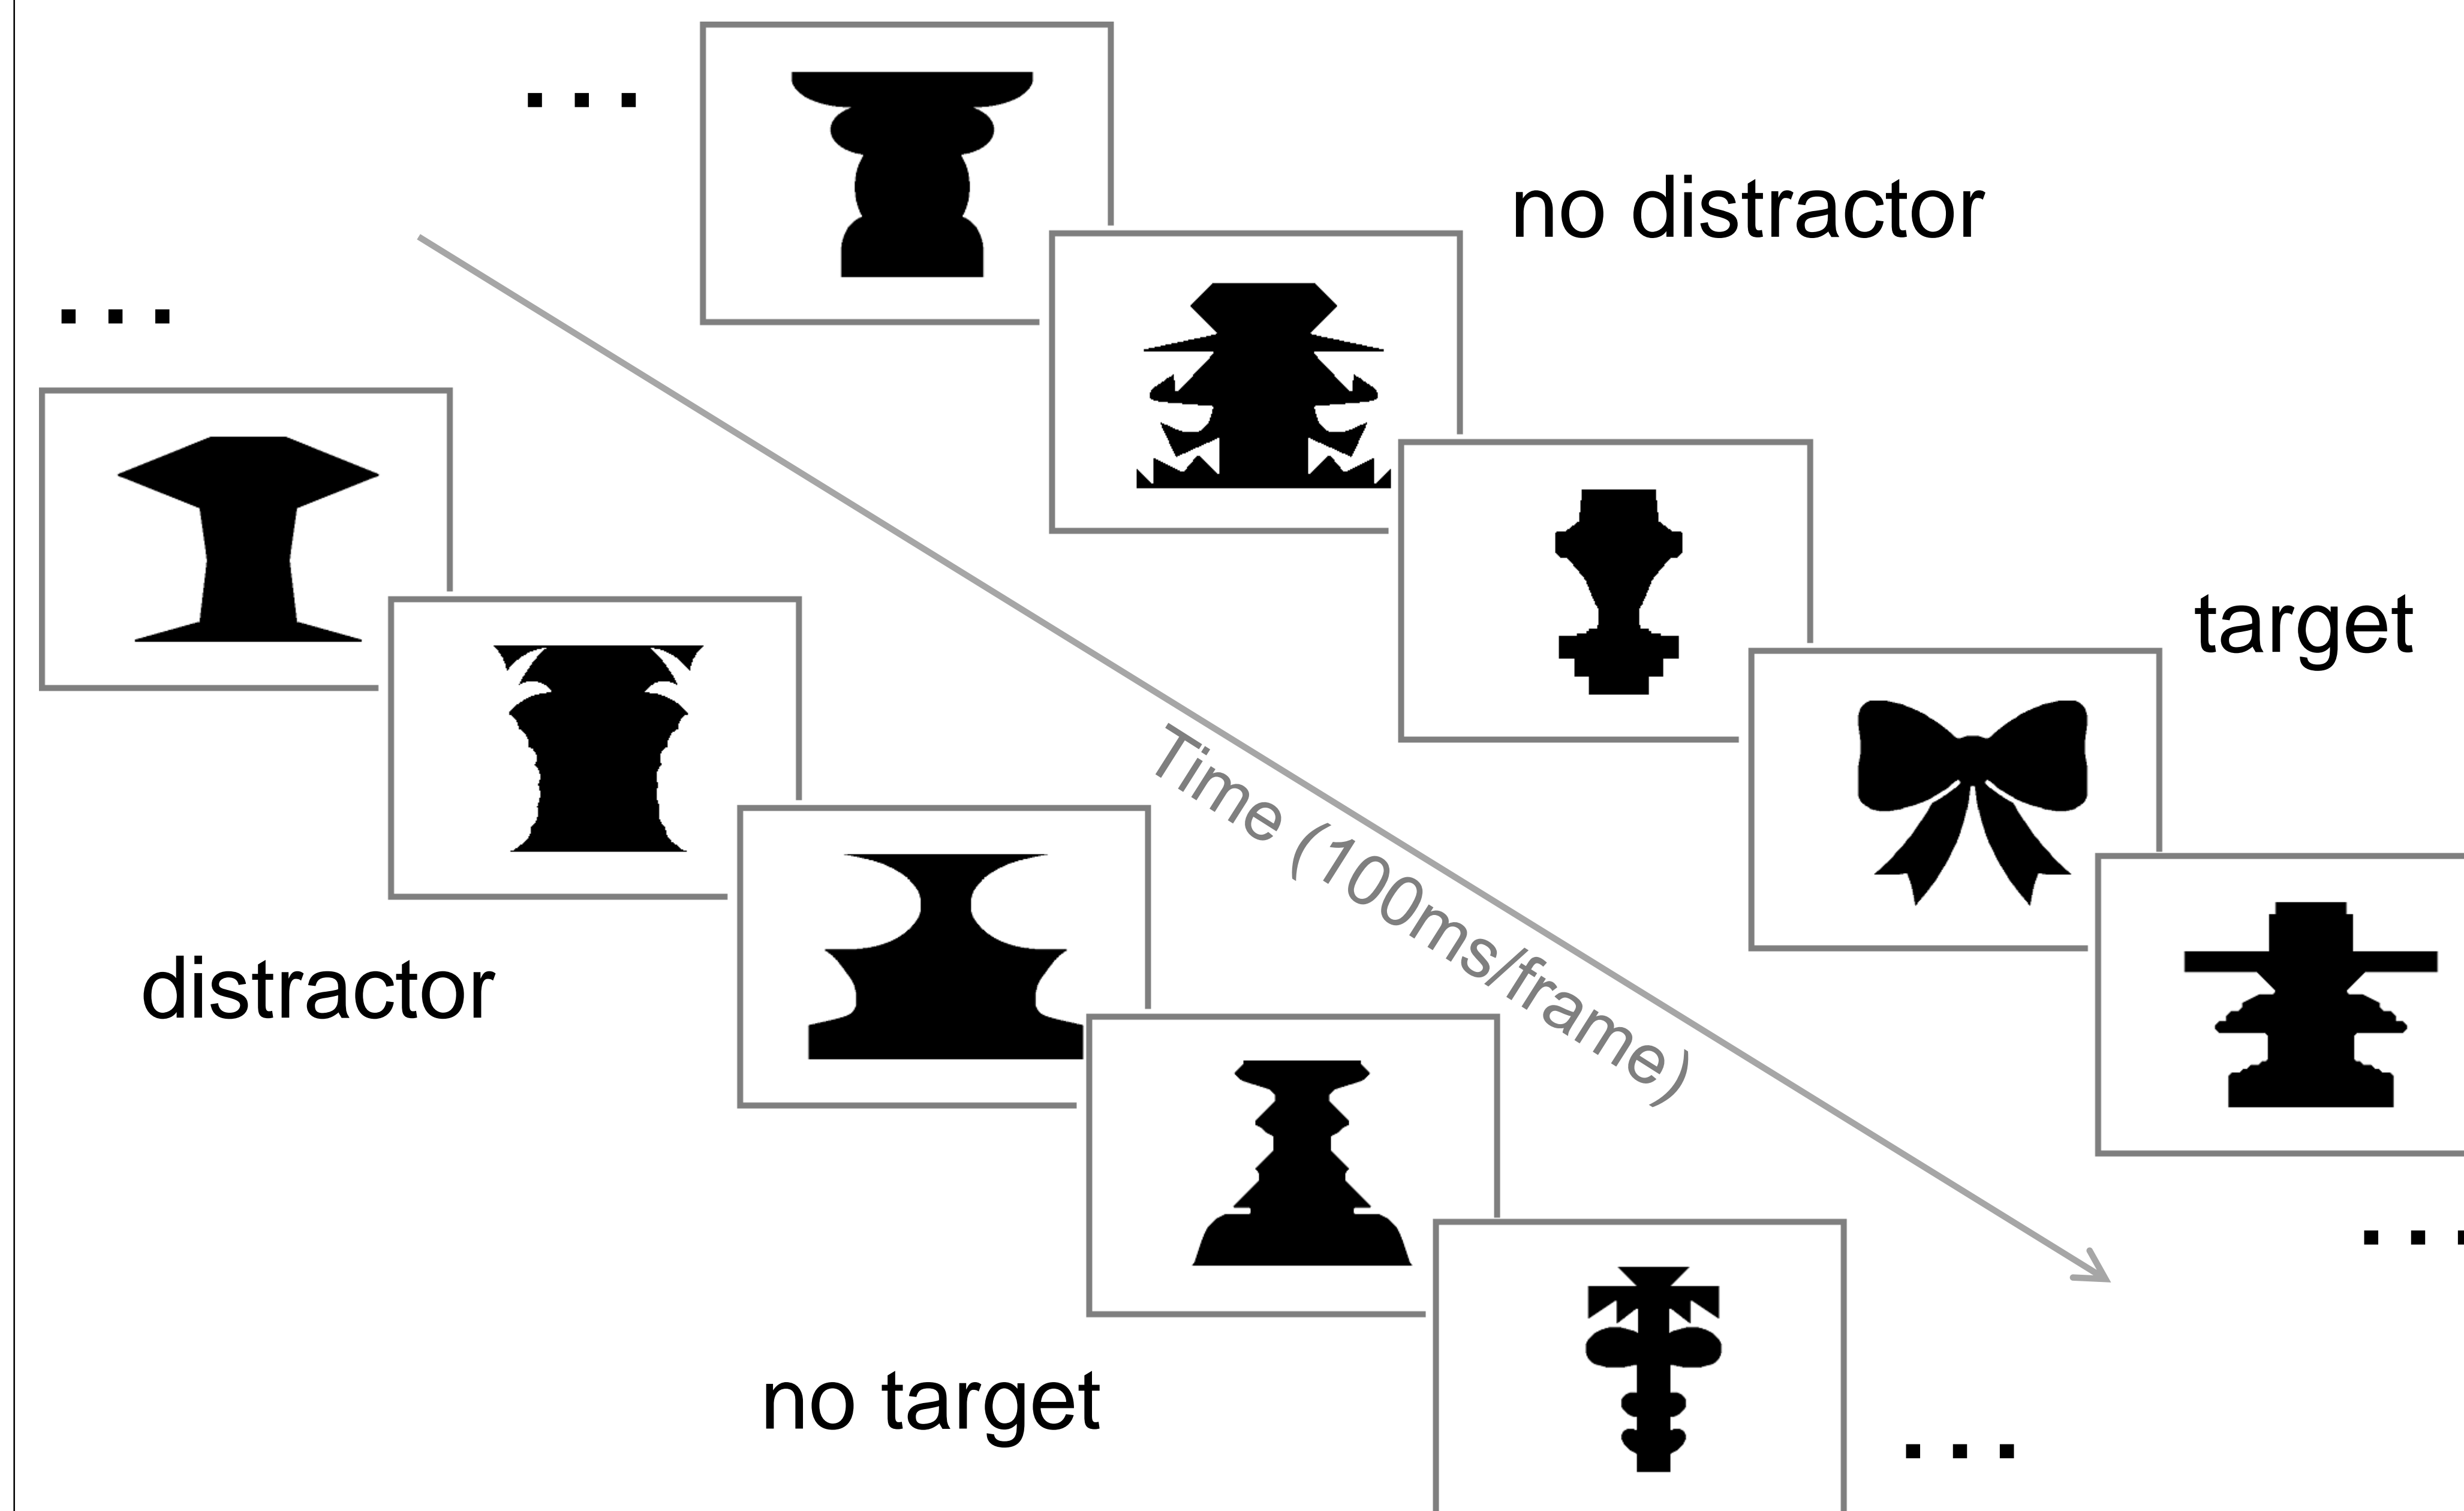 ...
no distractor
...
target
Time (100ms/frame)
distractor
...
no target
...